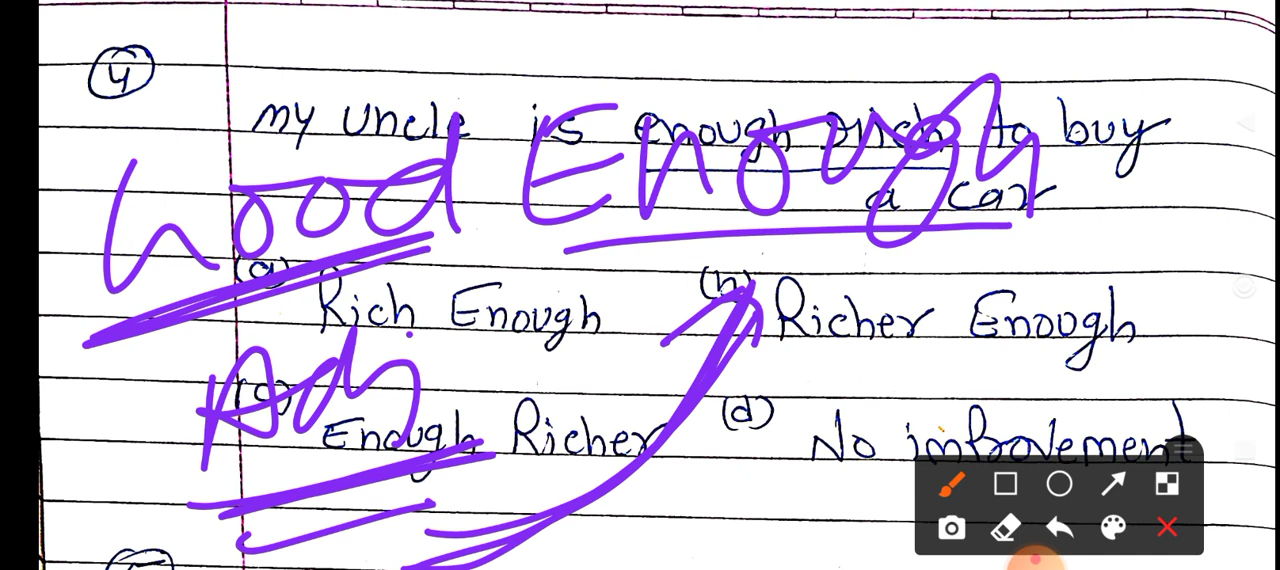 4
my uncle is enough rich to buy
a car
Good Enough
(a) Rich Enough (b) Richer Enough
Adj
(c) Enough Richer (d) No improvement